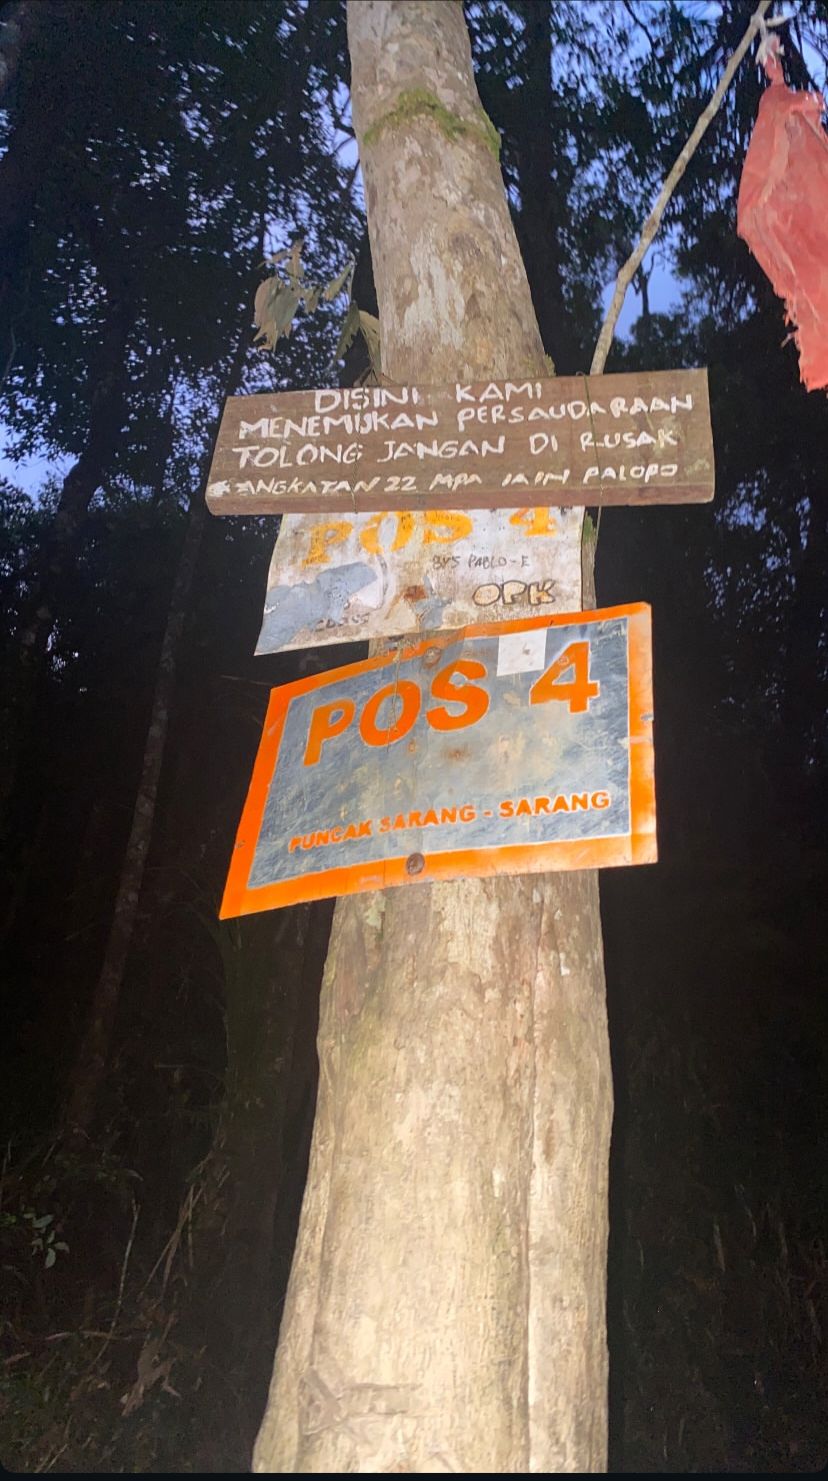 DISINI KAMI
MENEMUKAN PERSAUDARAAN
TOLONG JANGAN DI RUSAK
ANGKATAN 22 MPA IAIN PALOPO
POS 4
OPK
POS 4
PUNCAK SARANG - SARANG